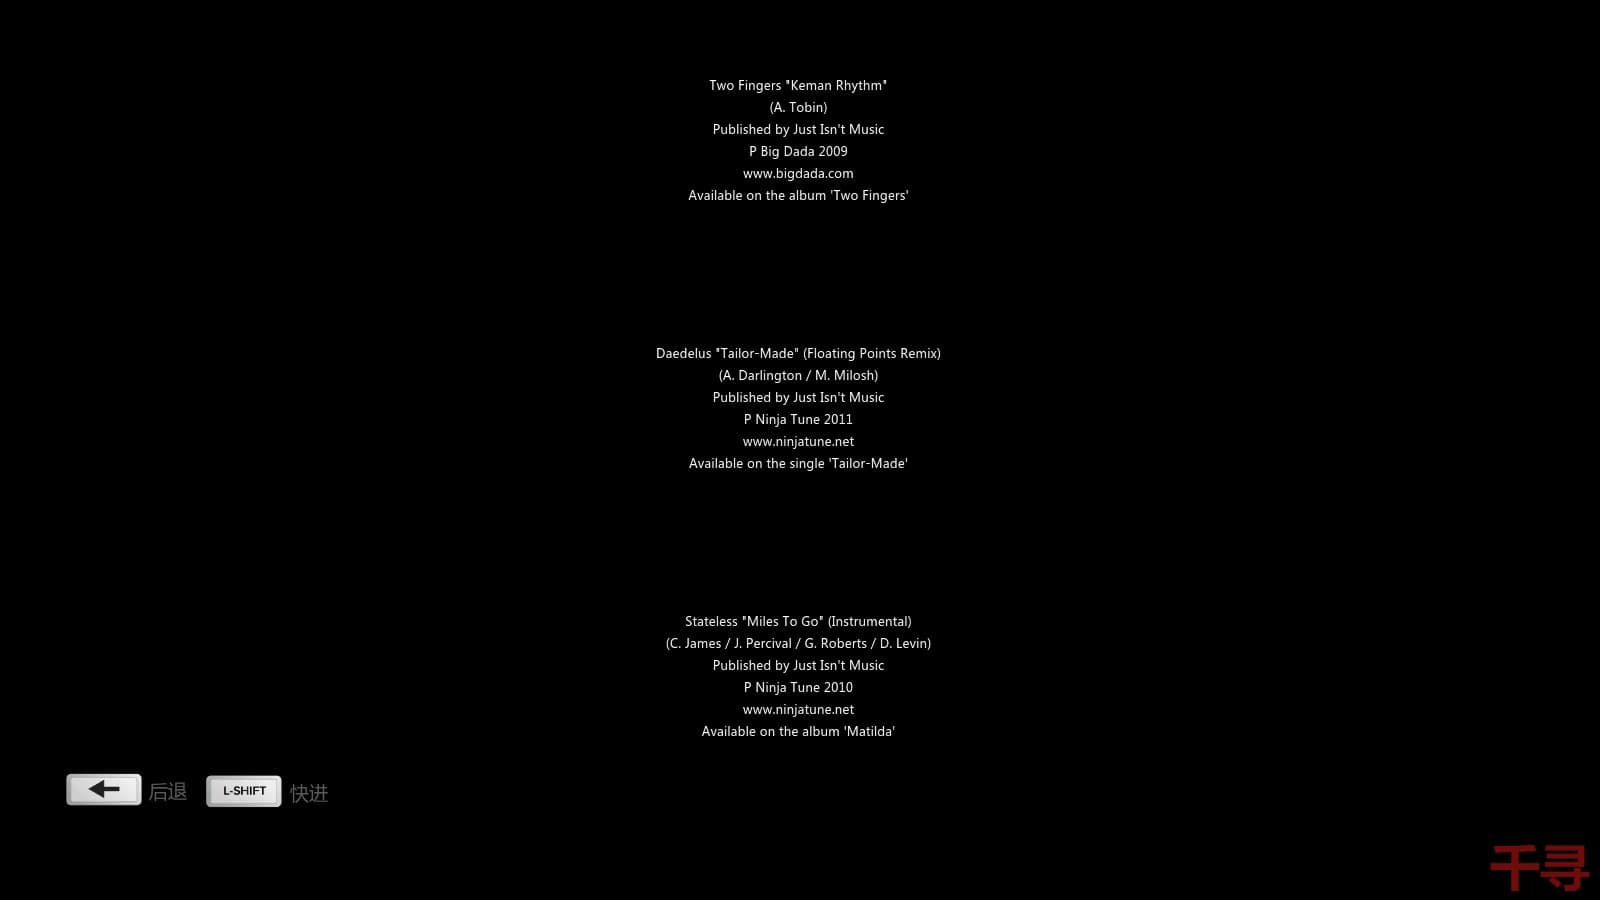 Two Fingers "Keman Rhythm"
(A. Tobin)
Published by Just Isn't Music
P Big Dada 2009
www.bigdada.com
Available on the album 'Two Fingers'
Daedelus "Tailor-Made" (Floating Points Remix)
(A. Darlington / M. Milosh)
Published by Just Isn't Music
P Ninja Tune 2011
www.ninjatune.net
Available on the single 'Tailor-Made'
Stateless "Miles To Go" (Instrumental)
(C. James / J. Percival / G. Roberts / D. Levin)
Published by Just Isn't Music
P Ninja Tune 2010
www.ninjatune.net
Available on the album 'Matilda'
后退 L-SHIFT 快进
千寻